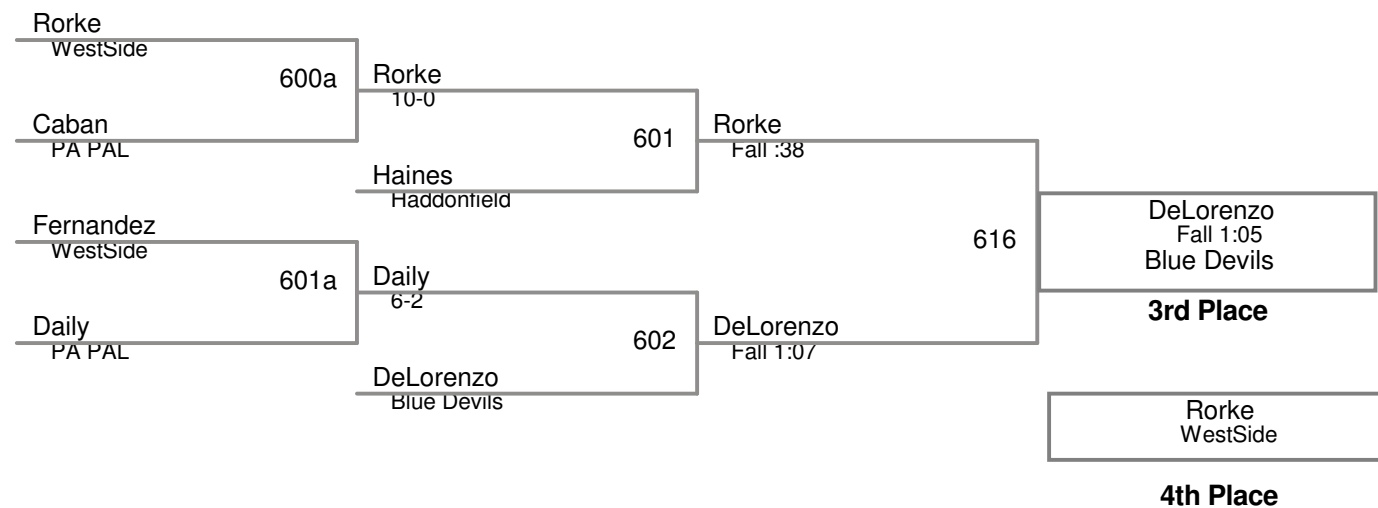 Rorke
WestSide
600a
Rorke
10-0
Caban
PA PAL
601
Rorke
Fall :38
Haines
Haddonfield
Fernandez
WestSide
616
DeLorenzo
Fall 1:05
Blue Devils
601a
Daily
6-2
3rd Place
Daily
PA PAL
602
DeLorenzo
Fall 1:07
DeLorenzo
Blue Devils
Rorke
WestSide
4th Place